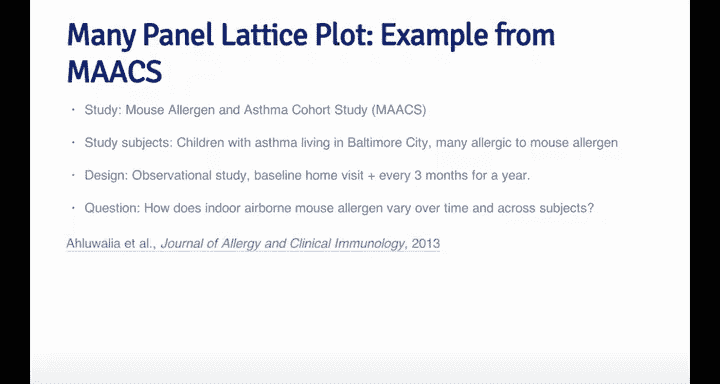 Many Panel Lattice Plot: Example from
MAACS
· Study: Mouse Allergen and Asthma Cohort Study (MAACS)
· Study subjects: Children with asthma living in Baltimore City, many allergic to mouse allergen
· Design: Observational study, baseline home visit + every 3 months for a year.
· Question: How does indoor airborne mouse allergen vary over time and across subjects?
Ahluwalia et al., Journal of Allergy and Clinical Immunology, 2013